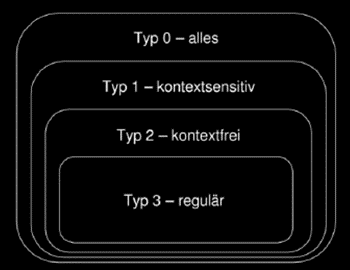 Typ 0 – alles
Typ 1 – kontextsensitiv
Typ 2 – kontextfrei
Typ 3 – regulär